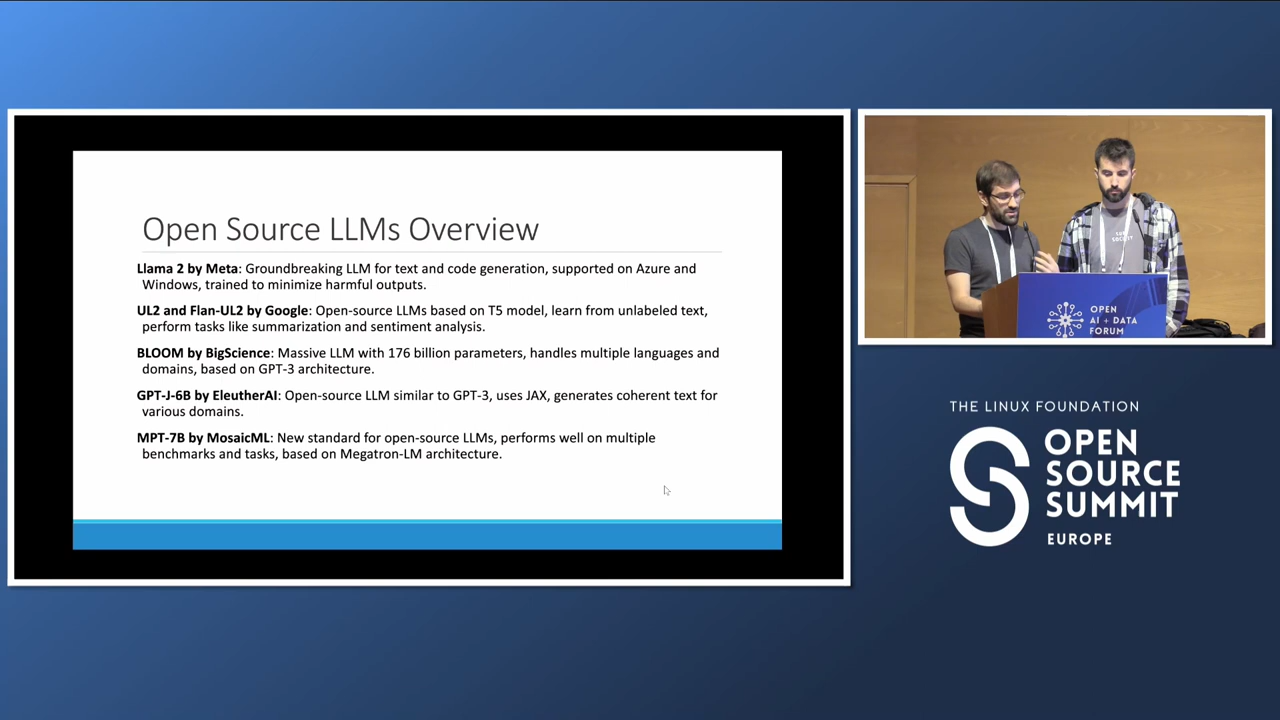 Open Source LLMs Overview
Llama 2 by Meta: Groundbreaking LLM for text and code generation, supported on Azure and
Windows, trained to minimize harmful outputs.
UL2 and Flan-UL2 by Google: Open-source LLMs based on T5 model, learn from unlabeled text,
perform tasks like summarization and sentiment analysis.
BLOOM by BigScience: Massive LLM with 176 billion parameters, handles multiple languages and
domains, based on GPT-3 architecture.
GPT-J-6B by EleutherAI: Open-source LLM similar to GPT-3, uses JAX, generates coherent text for
various domains.
MPT-7B by MosaicML: New standard for open-source LLMs, performs well on multiple
benchmarks and tasks, based on Megatron-LM architecture.
OPEN
AI + DATA
FORUM
THE LINUX FOUNDATION
OPEN
SOURCE
SUMMIT
EUROPE